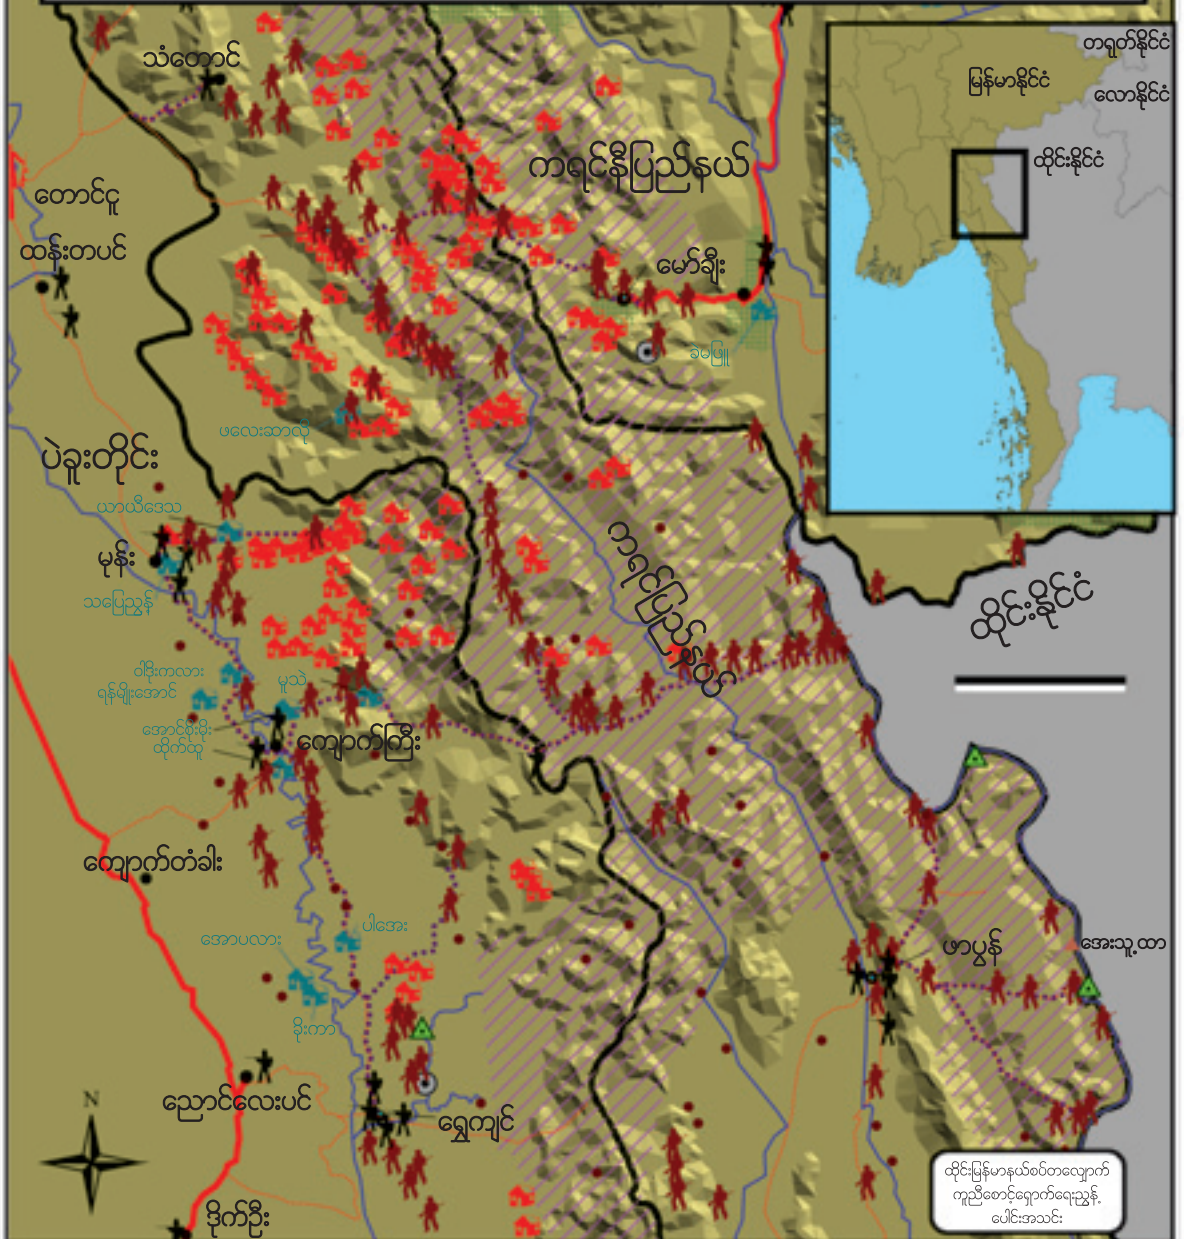 တရုတ်နိုင်ငံ
မြန်မာနိုင်ငံ
လောနိုင်ငံ
ထိုင်းနိုင်ငံ
သံတောင်
ကရင်နီပြည်နယ်
တောင်ငူ
ထန်းတပင်
မော်ချီး
ခမဖြူ
ဖလေးဆာလို
ပဲခူးတိုင်း
ယာယီဒေသ
မုန်း
သပြေညွန့်
ကရင်ပြည်နယ်
ထိုင်းနိုင်ငံ
ဝါဒိုးကလား
ရန်မျိုးအောင်
မူသဲ
အောင်စိုးမိုး
ထိုက်ထူ
ကျောက်ကြီး
ကျောက်တံခါး
ပါအေး
အောပလား
ဖာပွန်
အေးသူ့ထာ
ခိုးကာ
ညောင်လေးပင်
ရွှေကျင်
N
ဒိုက်ဦး
ထိုင်းမြန်မာနယ်စပ်တလျှောက်
ကူညီစောင့်ရှောက်ရေးညွန့်
ပေါင်းအသင်း